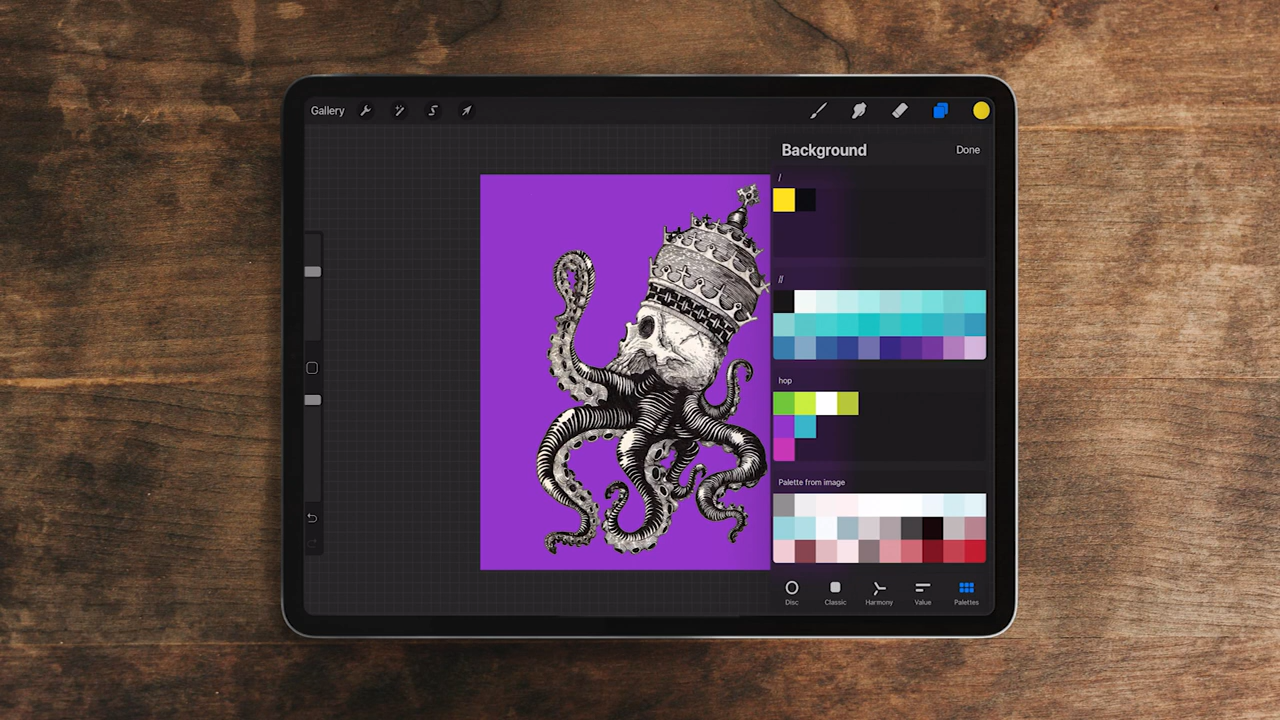 Gallery
S
Background
Done
/
//
hop
Palette from image
Disc
Classic
Harmony
Value
Palettes